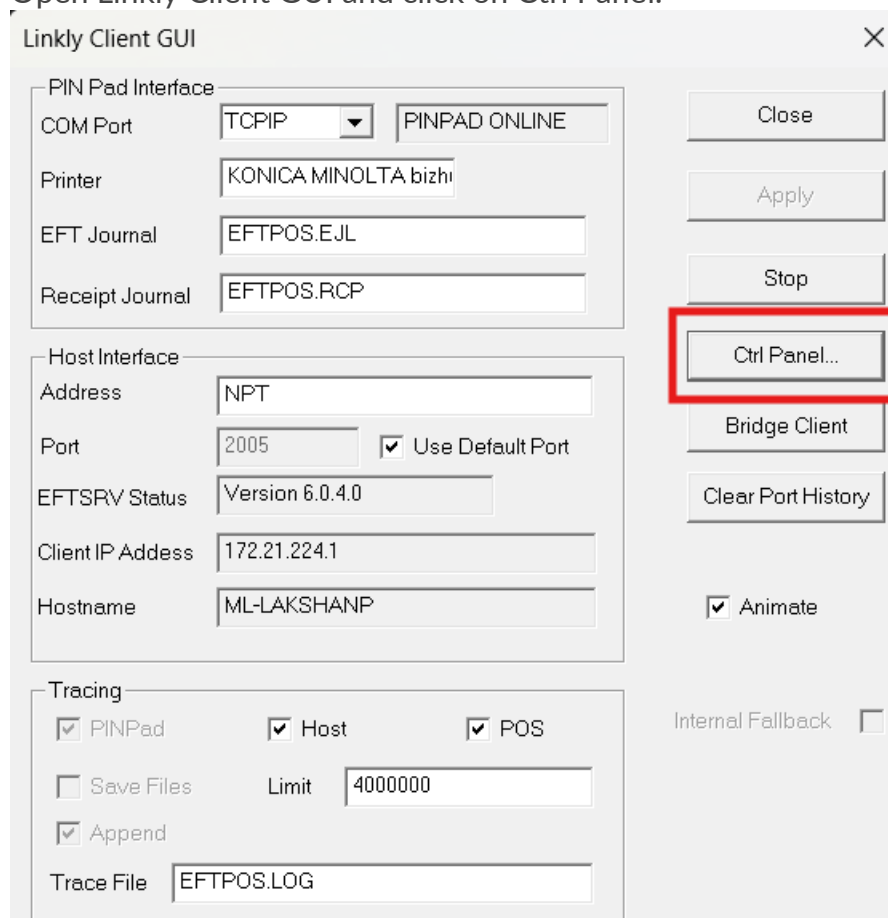 Open Linkly Client GUI and click on Ctrl Panel.
Linkly Client GUI
PIN Pad Interface
COM Port TCPIP PINPAD ONLINE
Printer KONICA MINOLTA bizhu
EFT Journal EFTPOS.EJL
Receipt Journal EFTPOS.RCP
Close
Apply
Stop
Ctrl Panel...
Bridge Client
Clear Port History
Host Interface
Address NPT
Port 2005 Use Default Port
EFTSRV Status Version 6.0.4.0
Client IP Addess 172.21.224.1
Hostname ML-LAKSHANP
Animate
Tracing
PINPad Host POS
Internal Fallback
Save Files Limit 4000000
Append
Trace File EFTPOS.LOG